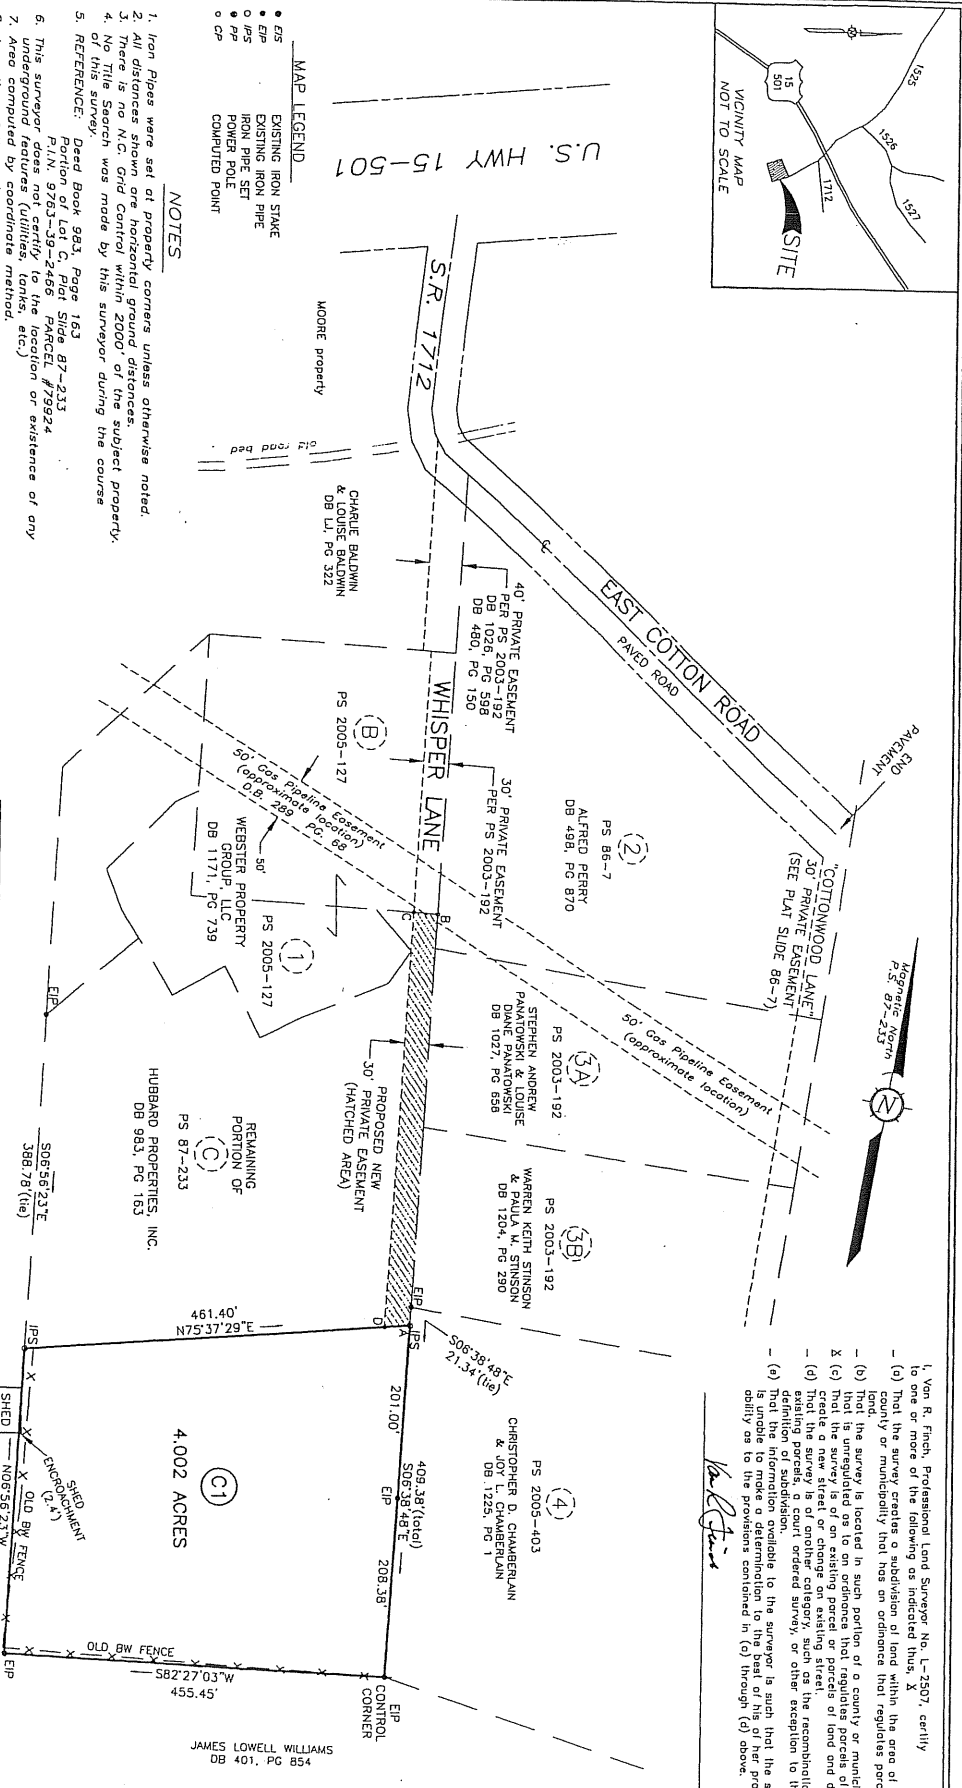 1525
1526
1527
1712
15
501
SITE
VICINITY MAP
NOT TO SCALE
U.S. HWY 15-501
S.R. 1712
MAP LEGEND
EIS EXISTING IRON STAKE
EIP EXISTING IRON PIPE
IPS IRON PIPE SET
PP POWER POLE
CP COMPUTED POINT
NOTES
1. Iron Pipes were set at property corners unless otherwise noted.
2. All distances shown are horizontal ground distances.
3. There is no N.C. Grid Control within 2000' of the subject property.
4. No Title Search was made by this surveyor during the course
of this survey.
5. REFERENCE: Deed Book 983, Page 163
Portion of Lot C, Plat Slide 87-233
P.I.N. 9763-39-2466 PARCEL #79924
6. This surveyor does not certify to the location or existence of any
underground features (utilities, tanks, etc.)
7. Area computed by coordinate method.
MOORE property
old road bed
CHARLIE BALDWIN
& LOUISE BALDWIN
DB LJ, PG 322
EAST COTTON ROAD
PAVED ROAD
END
PAVEMENT
40' PRIVATE EASEMENT
PER PS 2003-192
DB 1026, PG 598
DB 480, PG 150
WHISPER LANE
30' PRIVATE EASEMENT
PER PS 2003-192
B
PS 2005-127
50' Gas Pipeline Easement
(approximate location)
D.B. 289 PG. 68
50'
2
PS 86-7
ALFRED PERRY
DB 498, PG 870
"COTTONWOOD LANE"
30' PRIVATE EASEMENT
(SEE PLAT SLIDE 86-7)
Magnetic North
P.S. 87-233
N
1
PS 2005-127
WEBSTER PROPERTY
GROUP, LLC
DB 1171, PG 739
B
C
3A
PS 2003-192
STEPHEN ANDREW
PANATOWSKI & LOUISE
DIANE PANATOWSKI
DB 1027, PG 658
50' Gas Pipeline Easement
(approximate location)
3B
PS 2003-192
WARREN KEITH STINSON
& PAULA M. STINSON
DB 1204, PG 290
PROPOSED NEW
30' PRIVATE EASEMENT
(HATCHED AREA)
REMAINING
PORTION OF
C
PS 87-233
HUBBARD PROPERTIES, INC.
DB 983, PG 163
EIP
S06°56'23"E
388.78'(tie)
EIP
IPS
A
D
S06°38'48"E
21.34'(tie)
461.40'
N75°37'29"E
IPS
4
PS 2005-403
CHRISTOPHER D. CHAMBERLAIN
& JOY L. CHAMBERLAIN
DB 1225, PG 1
201.00'
409.38'(total)
S06°38'48"E
EIP
208.38'
C1
4.002 ACRES
SHED
SHED
ENCROACHMENT
(2.4')
OLD BW FENCE
N06°56'23"W
EIP
OLD BW FENCE
S82°27'03"W
455.45'
EIP
CONTROL
CORNER
JAMES LOWELL WILLIAMS
DB 401, PG 854
I, Van R. Finch, Professional Land Surveyor No. L-2507, certify
to one or more of the following as indicated thus, X
- (a) That the survey creates a subdivision of land within the area of
county or municipality that has an ordinance that regulates
land.
- (b) That the survey is located in such portion of a county or
that is unregulated as to an ordinance that regulates parcels of
X (c) That the survey is of an existing parcel or parcels of land and
create a new street or change an existing street.
- (d) That the survey is of another category, such as the
existing parcels, a court ordered survey, or other exception to
definition of subdivision.
- (e) That the information available to the surveyor is such that the
is unable to make a determination to the best of his or her
ability as to the provisions contained in (a) through (d) above.
Van R. Finch